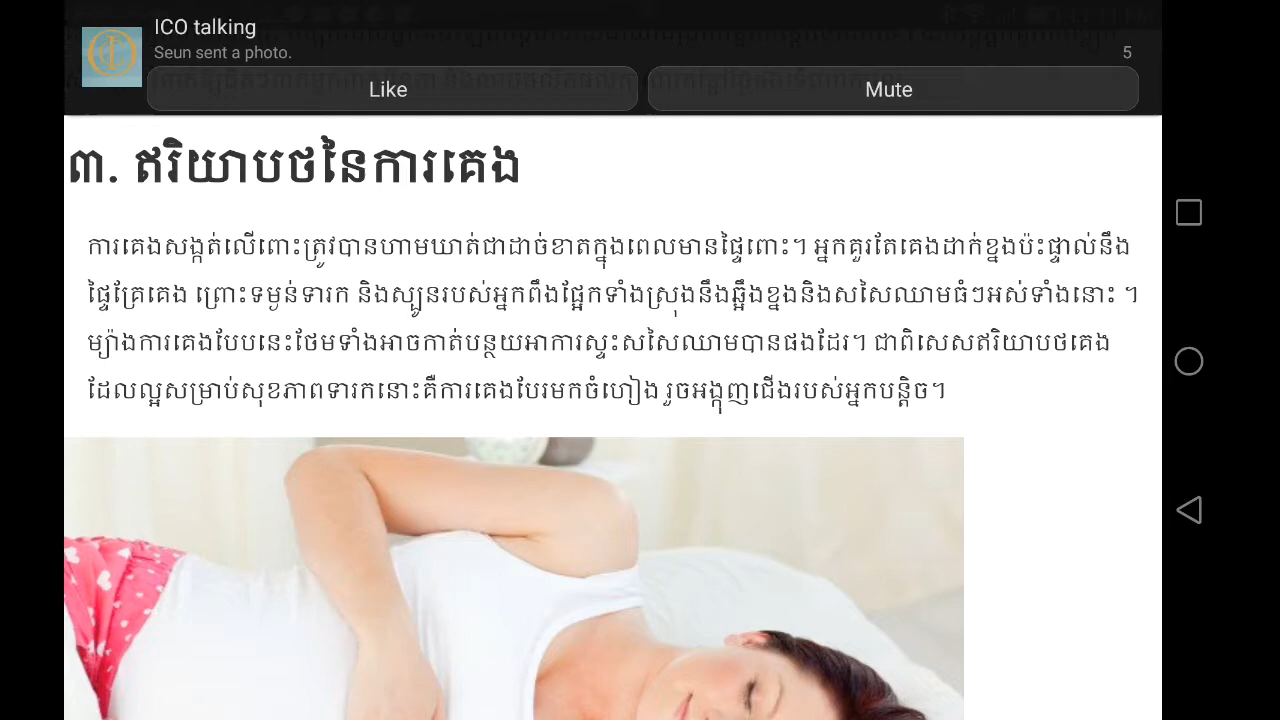 ICO talking
Seun sent a photo.
5
Like
Mute
៣. ឥរិយាបថនៃការគេង
ការគេងសង្កត់លើពោះត្រូវបានហាមឃាត់ជាដាច់ខាតក្នុងពេលមានផ្ទៃពោះ។ អ្នកគួរតែគេងដាក់ខ្នងប៉ះផ្ទាល់នឹង
ផ្ទៃគ្រែគេង ព្រោះទម្ងន់ទារក និងស្បូនរបស់អ្នកពឹងផ្អែកទាំងស្រុងនឹងឆ្អឹងខ្នងនិងសសៃឈាមធំៗអស់ទាំងនោះ ។
ម្យ៉ាងការគេងបែបនេះថែមទាំងអាចកាត់បន្ថយអាការស្ទះសសៃឈាមបានផងដែរ។ ជាពិសេសឥរិយាបថគេង
ដែលល្អសម្រាប់សុខភាពទារកនោះគឺការគេងបែរមកចំហៀង រួចអង្កុញជើងរបស់អ្នកបន្តិច។